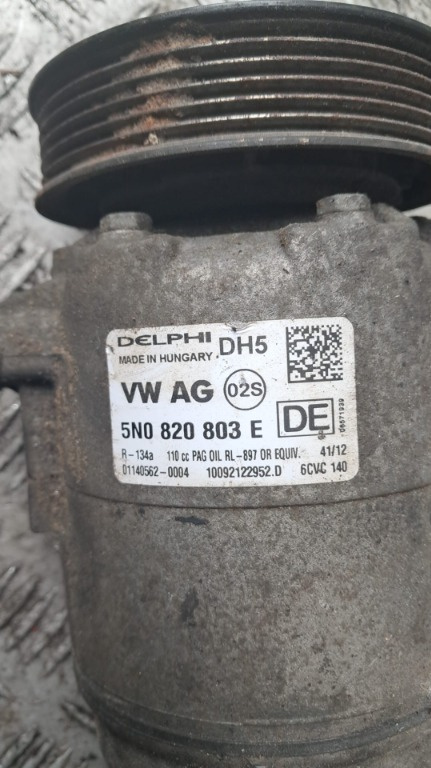 DELPHI DH5
MADE IN HUNGARY.
VW AG 02S
5N0 820 803 E DE
R-134a 110 cc PAG OIL RL-897 OR EQUIV. 41/12
01140562-0004 10092122952.D 6CVC 140
06571939